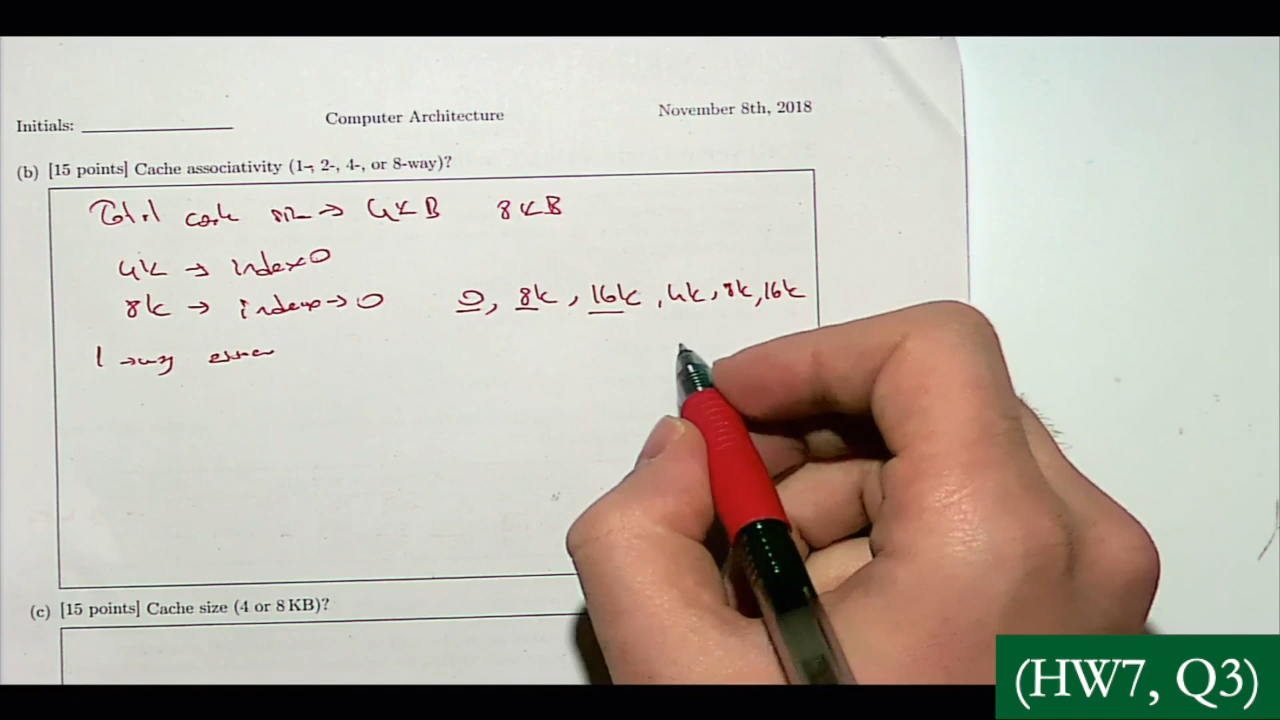 Initials:
Computer Architecture
November 8th, 2018
(b) [15 points] Cache associativity (1-, 2-, 4-, or 8-way)?
Total cache size → 4KB 8KB
4k → index 0
8k → index → 0
0, 8k, 16k, 4k, 8k, 16k
1 → way
(c) [15 points] Cache size (4 or 8 KB)?
(HW7, Q3)